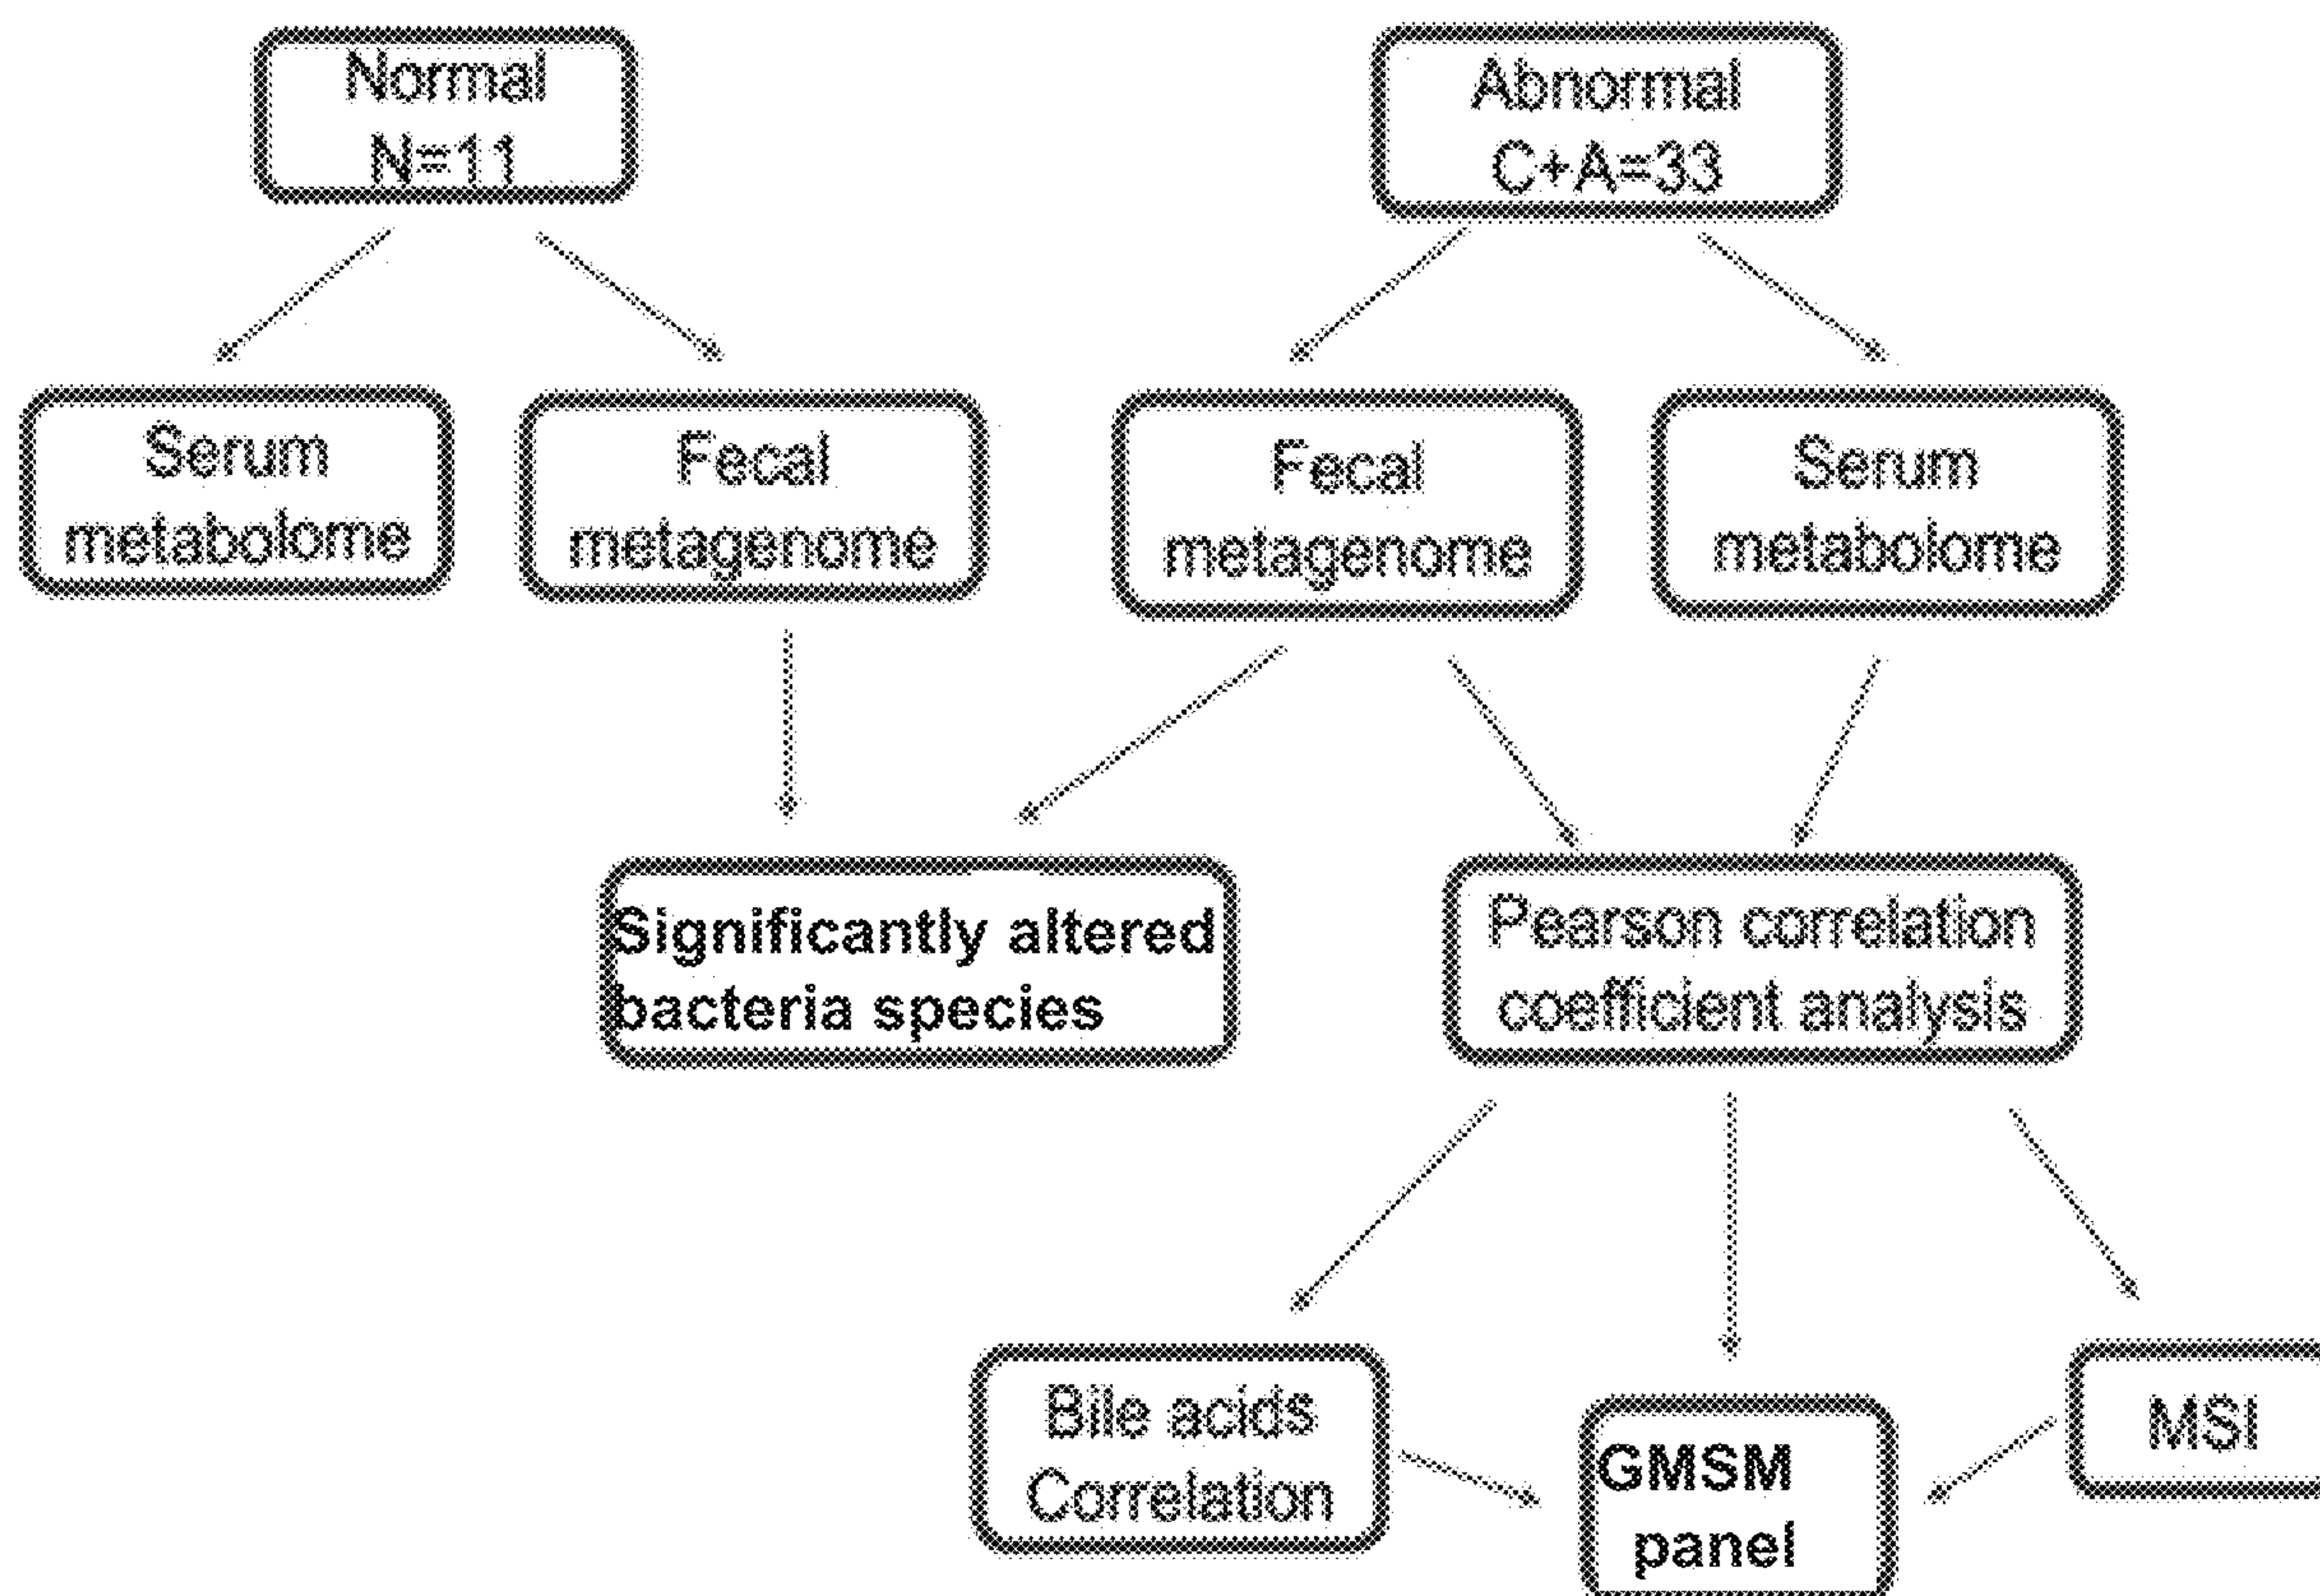 Normal
N=11
Abnormal
C+A=33
Serum
metabolome
Fecal
metagenome
Fecal
metagenome
Serum
metabolome
Significantly altered
bacteria species
Pearson correlation
coefficient analysis
Bile acids
Correlation
GMSM
panel
MSI